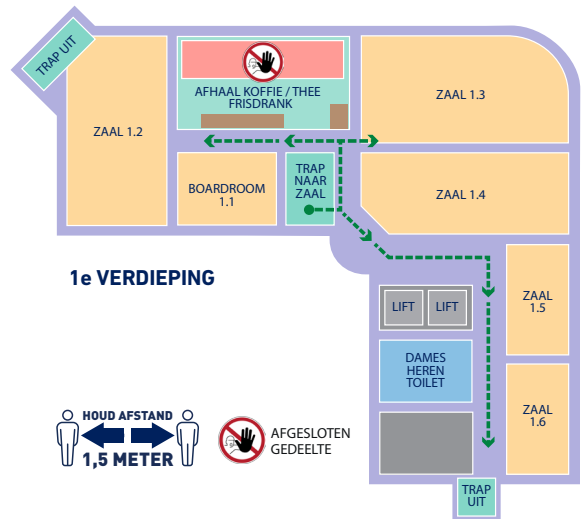 TRAP UIT
ZAAL 1.2
AFHAAL KOFFIE / THEE
FRISDRANK
ZAAL 1.3
BOARDROOM
1.1
TRAP
NAAR
ZAAL
ZAAL 1.4
1e VERDIEPING
LIFT
LIFT
ZAAL
1.5
DAMES
HEREN
TOILET
ZAAL
1.6
HOUD AFSTAND
1,5 METER
AFGESLOTEN
GEDEELTE
TRAP
UIT